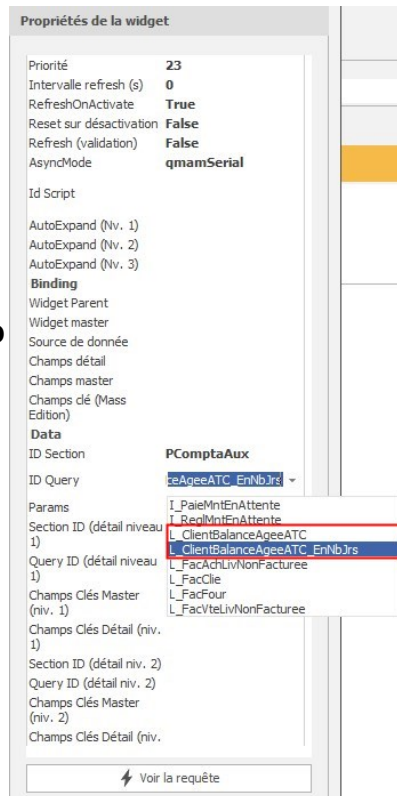 Propriétés de la widget
Priorité 23
Intervalle refresh (s) 0
RefreshOnActivate True
Reset sur désactivation False
Refresh (validation) False
AsyncMode qmamSerial
Id Script
AutoExpand (Nv. 1)
AutoExpand (Nv. 2)
AutoExpand (Nv. 3)
Binding
Widget Parent
Widget master
Source de donnée
Champs détail
Champs master
Champs clé (Mass
Edition)
Data
ID Section PComptaAux
ID Query ceAgeeATC_EnNbJrs
Params
I_PaieMntEnAttente
I_ReglMntEnAttente
L_ClientBalanceAgeeATC
L_ClientBalanceAgeeATC_EnNbJrs
L_FacAchLivNonFacturee
L_FacClie
L_FacFour
L_FacVteLivNonFacturee
Section ID (détail niveau
1)
Query ID (détail niveau
1)
Champs Clés Master
(niv. 1)
Champs Clés Détail (niv.
1)
Section ID (détail niv. 2)
Query ID (détail niv. 2)
Champs Clés Master
(niv. 2)
Champs Clés Détail (niv.
Voir la requête